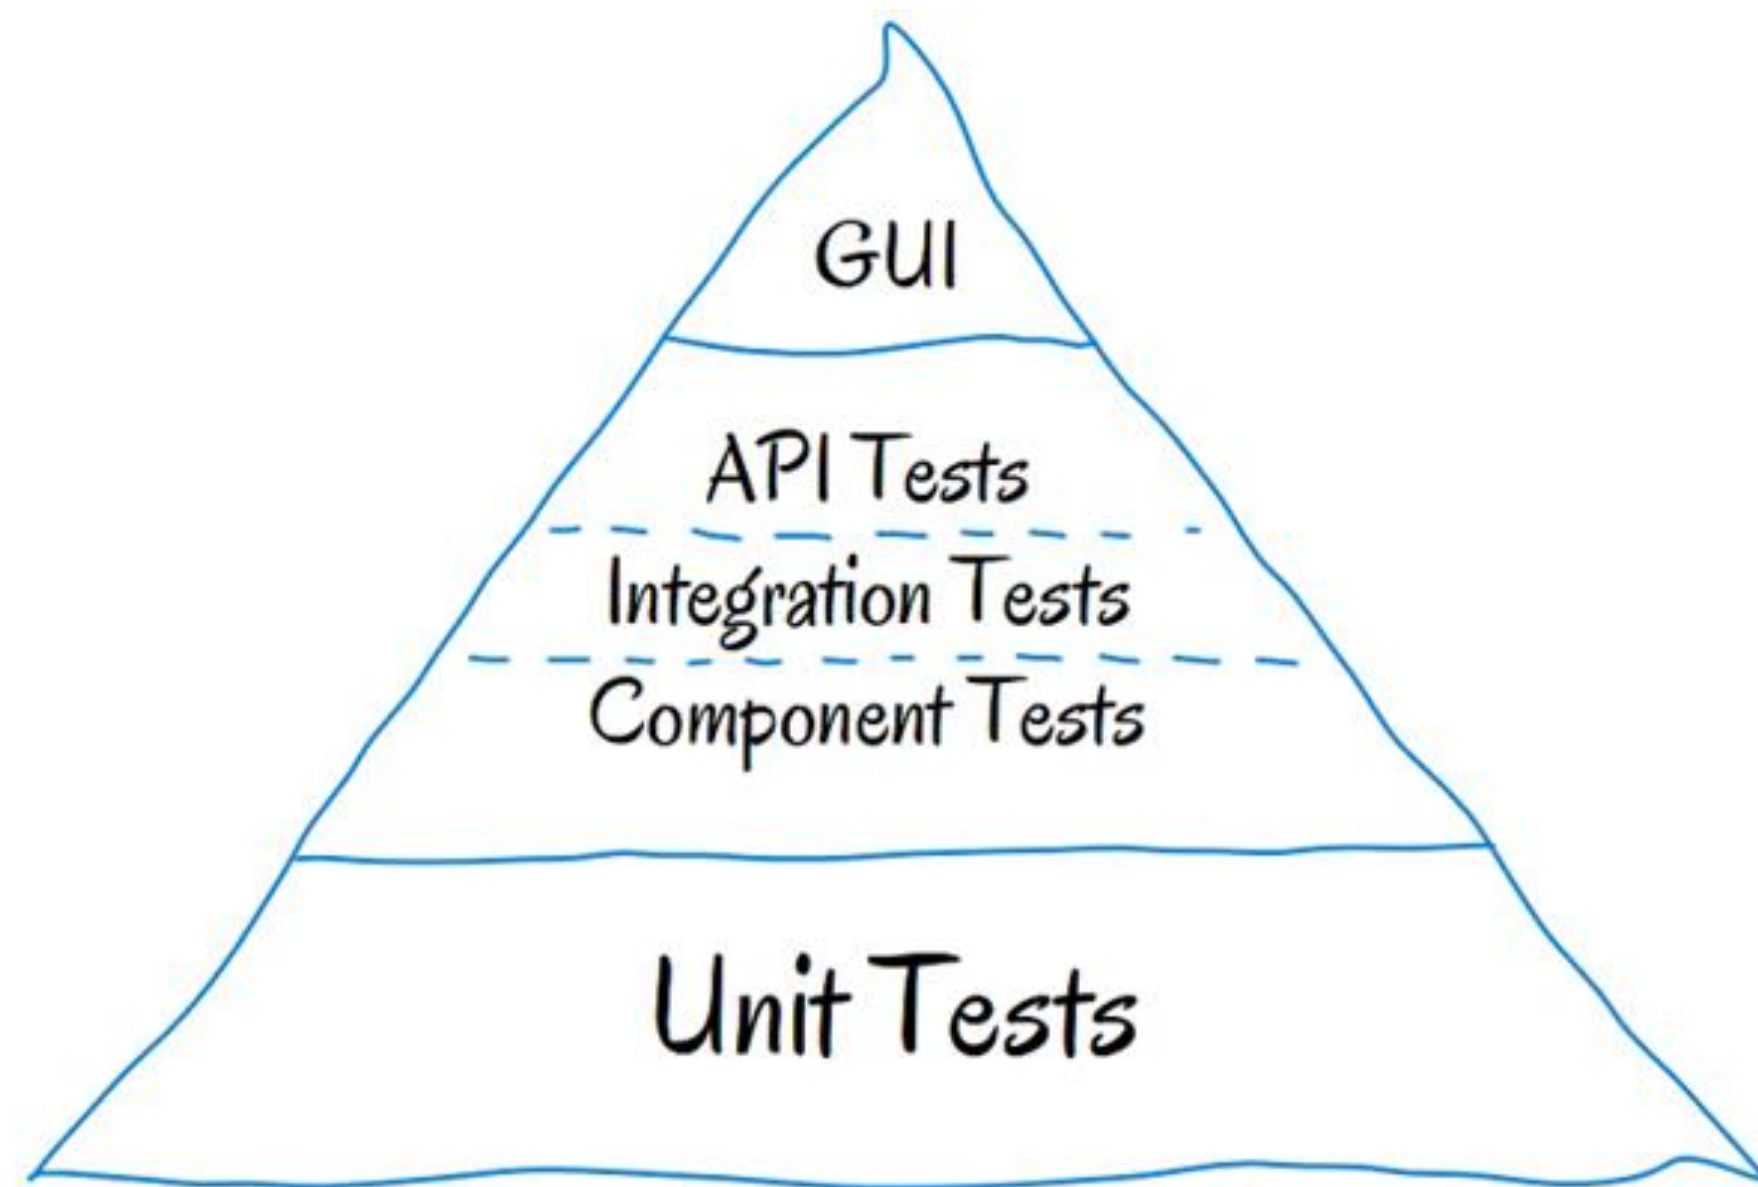 GUI
API Tests
Integration Tests
Component Tests
Unit Tests